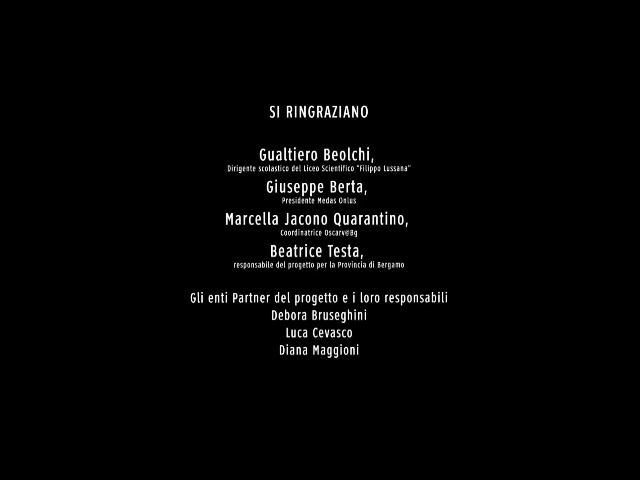 SI RINGRAZIANO
Gualtiero Beolchi,
Dirigente scolastico del Liceo Scientifico "Filippo Lussana"
Giuseppe Berta,
Presidente Medas Onlus
Marcella Jacono Quarantino,
Coordinatrice Oscarv@Bg
Beatrice Testa,
responsabile del progetto per la Provincia di Bergamo
Gli enti Partner del progetto e i loro responsabili
Debora Bruseghini
Luca Cevasco
Diana Maggioni